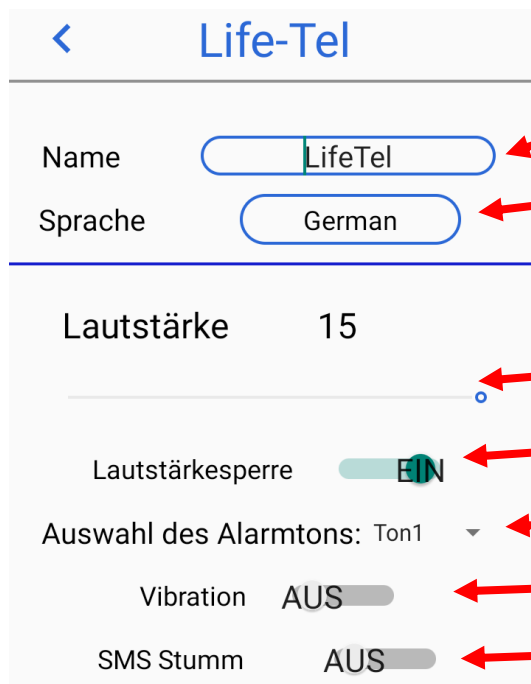 Life-Tel
Name LifeTel
Sprache German
Lautstärke 15
Lautstärkesperre EIN
Auswahl des Alarmtons: Ton1
Vibration AUS
SMS Stumm AUS